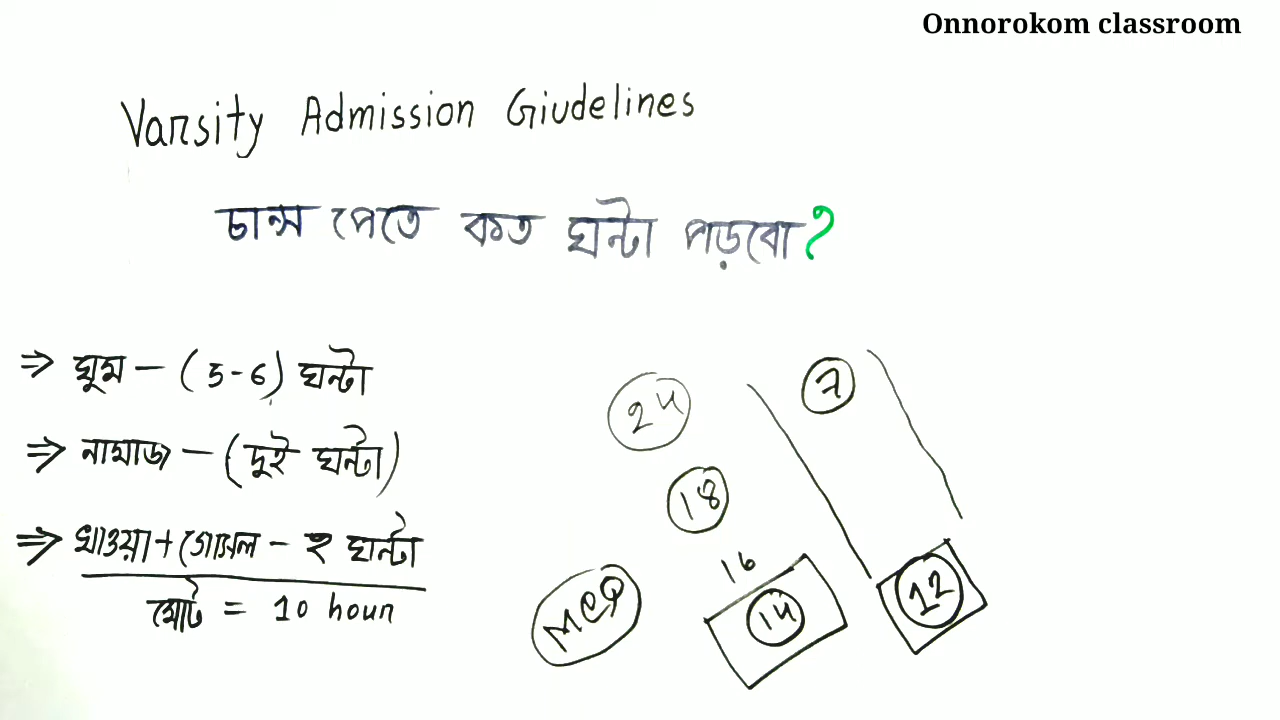 Onnorokom classroom
Varsity Admission Giudelines
চান্স পেতে কত ঘন্টা পড়বো?
⇒ ঘুম - (5-6) ঘন্টা
⇒ নামাজ - (দুই ঘন্টা)
⇒ খাওয়া + গোসল - ২ ঘন্টা
মোট = 10 hour
24
7
18
16
MCQ
14
12